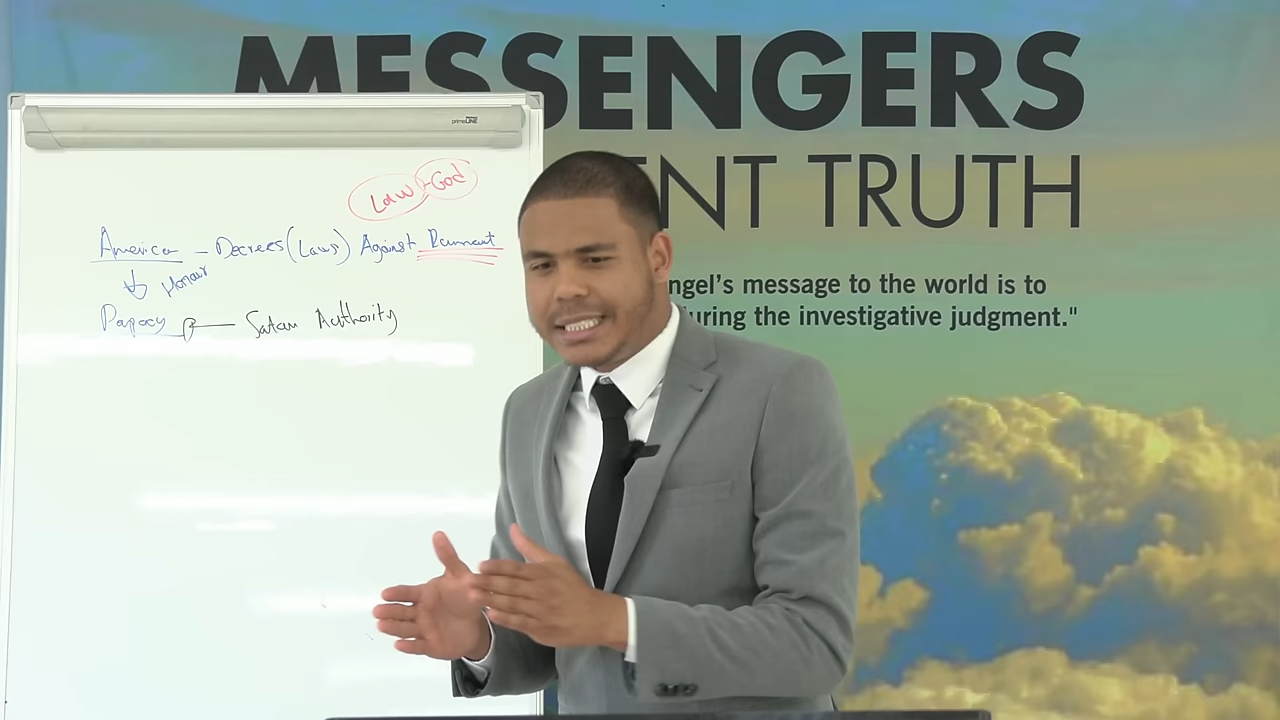 MESSENGERS
ENT TRUTH
ngel's message to the world is to
uring the investigative judgment."
primeLINE
Law - God
America - Decrees (Laws) Against Remnant
Honour
Papacy Satan Authority